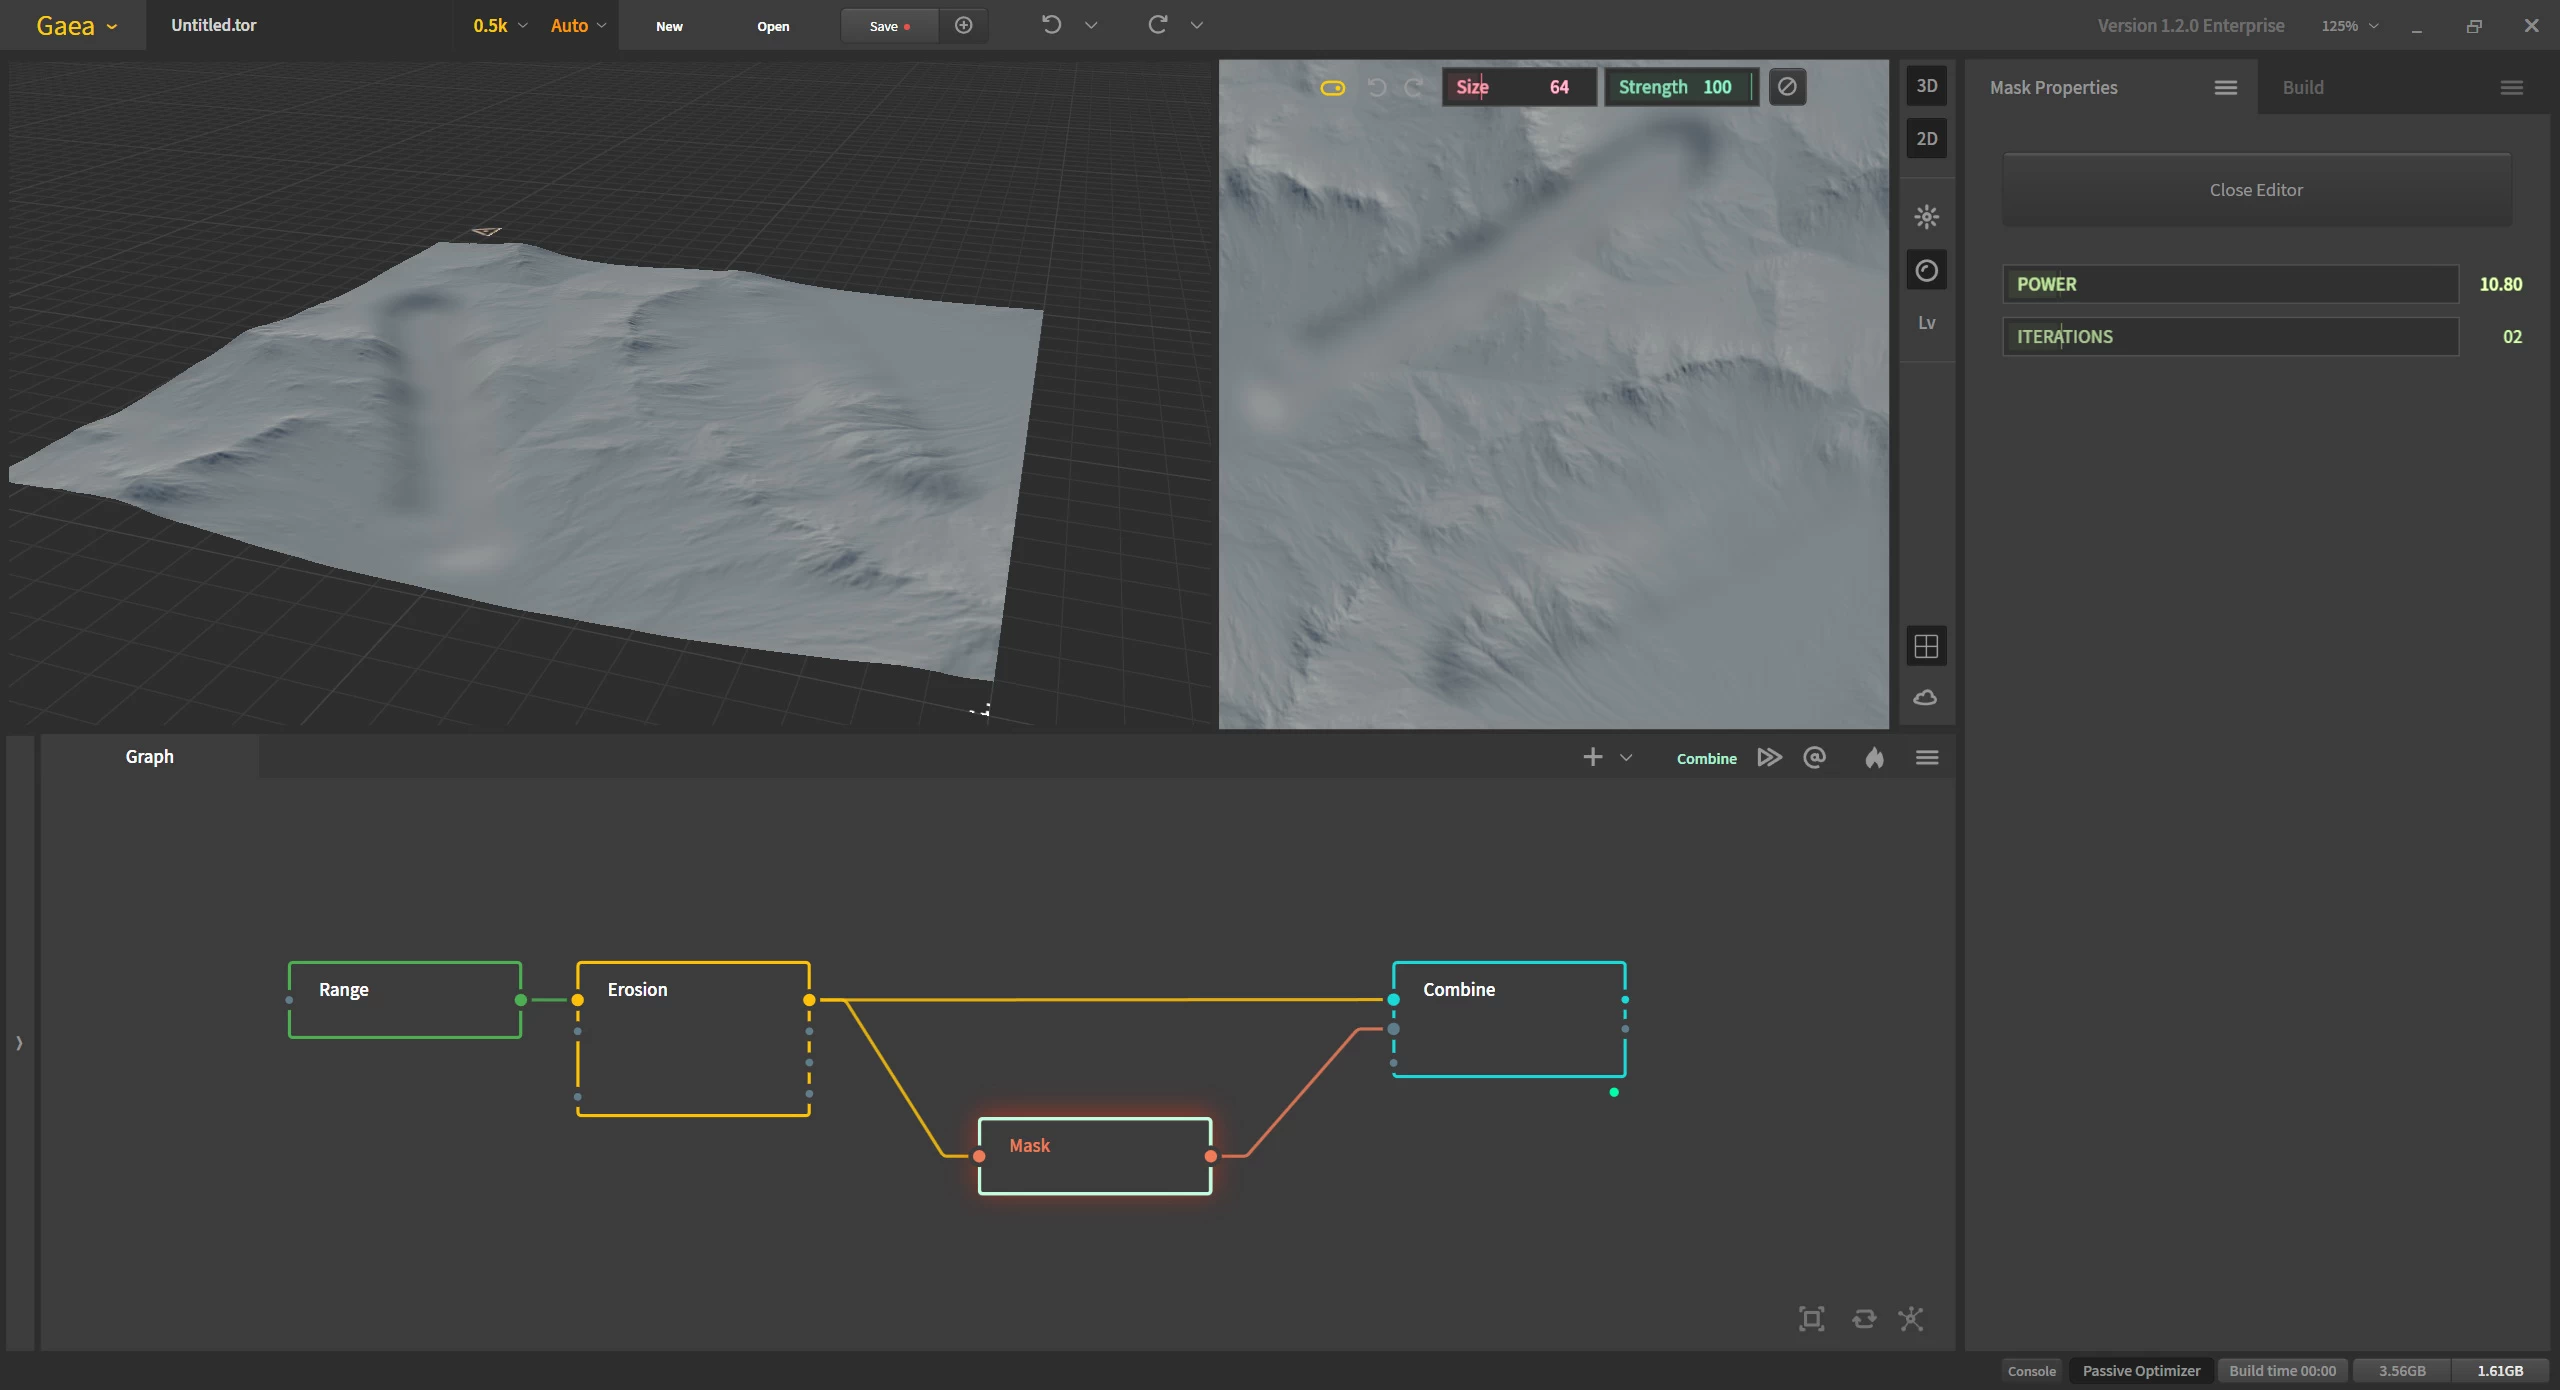 Gaea
Untitled.tor
0.5k
Auto
New
Open
Save
Version 1.2.0 Enterprise
125%
Size 64
Strength 100
3D
2D
Lv
Mask Properties
Build
Close Editor
POWER 10.80
ITERATIONS 02
Graph
Combine
Range
Erosion
Combine
Mask
Console
Passive Optimizer
Build time 00:00
3.56GB
1.61GB